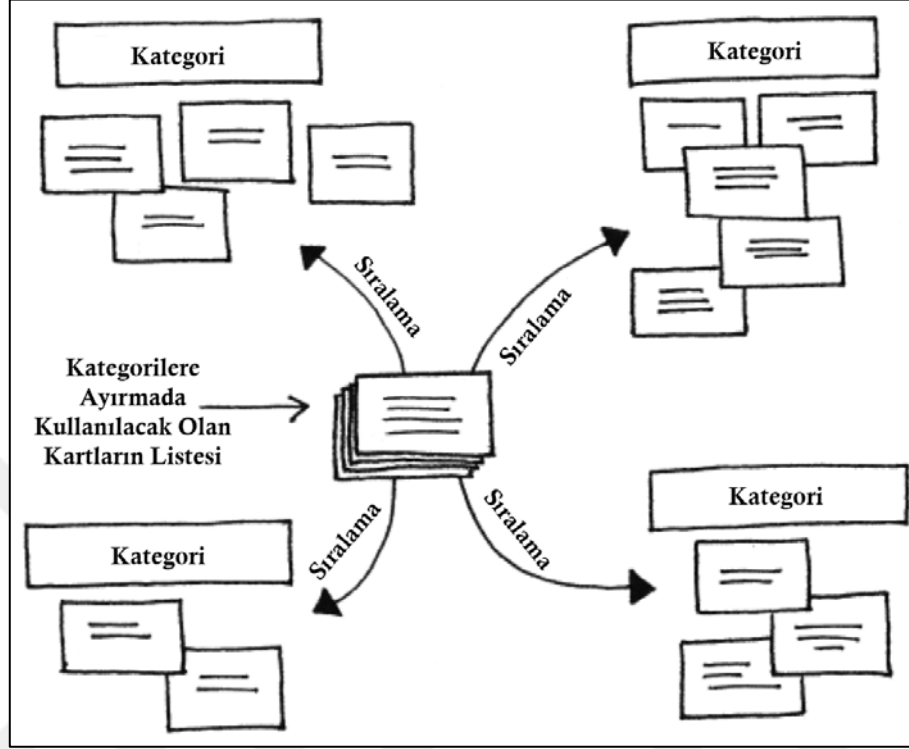 Kategori
Kategori
Sıralama
Sıralama
Kategorilere
Ayırmada
Kullanılacak Olan
Kartların Listesi
Sıralama
Sıralama
Kategori
Kategori